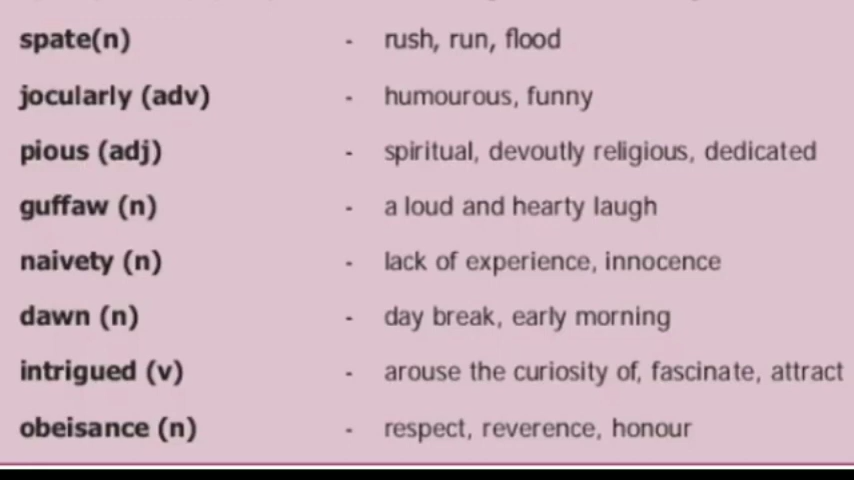 spate(n) - rush, run, flood
jocularly (adv) - humourous, funny
pious (adj) - spiritual, devoutly religious, dedicated
guffaw (n) - a loud and hearty laugh
naivety (n) - lack of experience, innocence
dawn (n) - day break, early morning
intrigued (v) - arouse the curiosity of, fascinate, attract
obeisance (n) - respect, reverence, honour